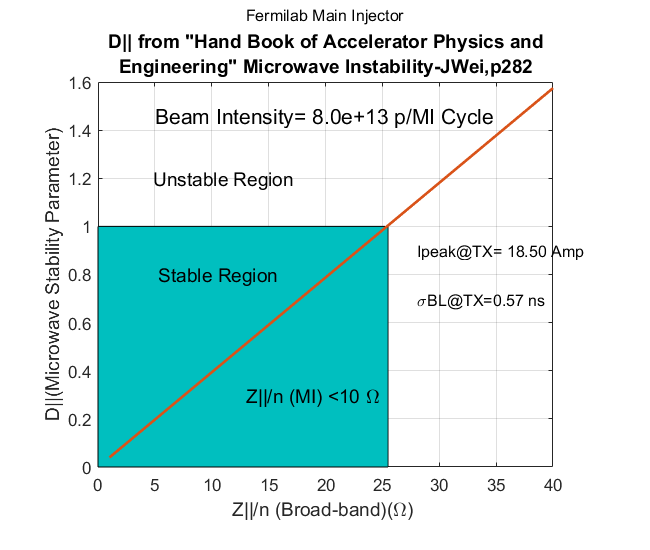 Fermilab Main Injector
D|| from "Hand Book of Accelerator Physics and
Engineering" Microwave Instability-JWei,p282
1.6
Beam Intensity= 8.0e+13 p/MI Cycle
1.4
Unstable Region
1.2
1
Ipeak@TX= 18.50 Amp
Stable Region
0.8
σBL@TX=0.57 ns
0.6
0.4
Z||/n (MI) <10 Ω
0.2
0
D||(Microwave Stability Parameter)
0 5 10 15 20 25 30 35 40
Z||/n (Broad-band)(Ω)